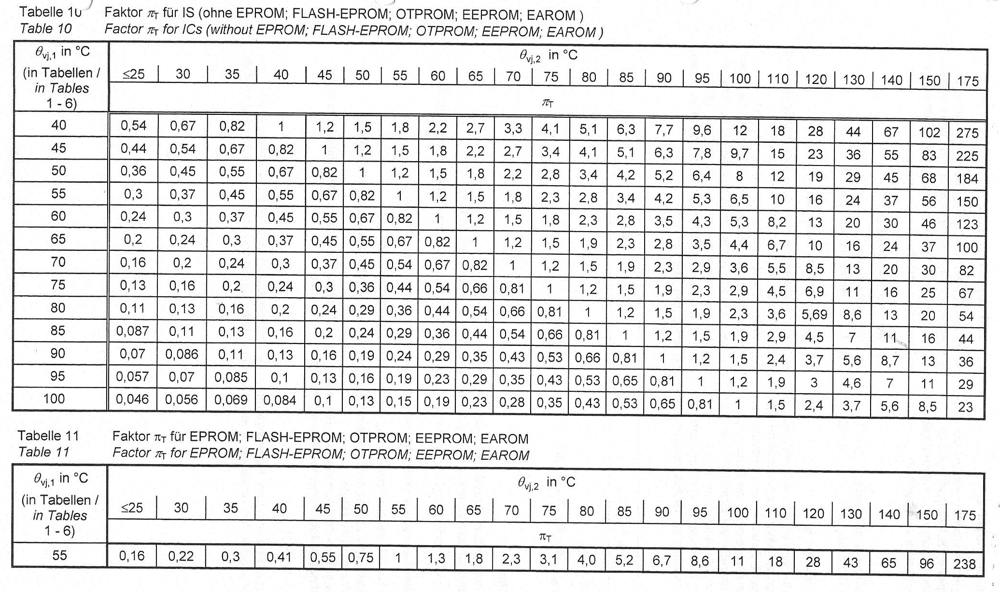 Tabelle 10 Faktor πT für IS (ohne EPROM; FLASH-EPROM; OTPROM; EEPROM; EAROM )
Table 10 Factor πT for ICs (without EPROM; FLASH-EPROM; OTPROM; EEPROM; EAROM )
θvj,1 in °C θvj,2 in °C
(in Tabellen / ≤25 30 35 40 45 50 55 60 65 70 75 80 85 90 95 100 110 120 130 140 150 175
in Tables
1 - 6) πT
40 0,54 0,67 0,82 1 1,2 1,5 1,8 2,2 2,7 3,3 4,1 5,1 6,3 7,7 9,6 12 18 28 44 67 102 275
45 0,44 0,54 0,67 0,82 1 1,2 1,5 1,8 2,2 2,7 3,4 4,1 5,1 6,3 7,8 9,7 15 23 36 55 83 225
50 0,36 0,45 0,55 0,67 0,82 1 1,2 1,5 1,8 2,2 2,8 3,4 4,2 5,2 6,4 8 12 19 29 45 68 184
55 0,3 0,37 0,45 0,55 0,67 0,82 1 1,2 1,5 1,8 2,3 2,8 3,4 4,2 5,3 6,5 10 16 24 37 56 150
60 0,24 0,3 0,37 0,45 0,55 0,67 0,82 1 1,2 1,5 1,8 2,3 2,8 3,5 4,3 5,3 8,2 13 20 30 46 123
65 0,2 0,24 0,3 0,37 0,45 0,55 0,67 0,82 1 1,2 1,5 1,9 2,3 2,8 3,5 4,4 6,7 10 16 24 37 100
70 0,16 0,2 0,24 0,3 0,37 0,45 0,54 0,67 0,82 1 1,2 1,5 1,9 2,3 2,9 3,6 5,5 8,5 13 20 30 82
75 0,13 0,16 0,2 0,24 0,3 0,36 0,44 0,54 0,66 0,81 1 1,2 1,5 1,9 2,3 2,9 4,5 6,9 11 16 25 67
80 0,11 0,13 0,16 0,2 0,24 0,29 0,36 0,44 0,54 0,66 0,81 1 1,2 1,5 1,9 2,3 3,6 5,69 8,6 13 20 54
85 0,087 0,11 0,13 0,16 0,2 0,24 0,29 0,36 0,44 0,54 0,66 0,81 1 1,2 1,5 1,9 2,9 4,5 7 11 16 44
90 0,07 0,086 0,11 0,13 0,16 0,19 0,24 0,29 0,35 0,43 0,53 0,66 0,81 1 1,2 1,5 2,4 3,7 5,6 8,7 13 36
95 0,057 0,07 0,085 0,1 0,13 0,16 0,19 0,23 0,29 0,35 0,43 0,53 0,65 0,81 1 1,2 1,9 3 4,6 7 11 29
100 0,046 0,056 0,069 0,084 0,1 0,13 0,15 0,19 0,23 0,28 0,35 0,43 0,53 0,65 0,81 1 1,5 2,4 3,7 5,6 8,5 23
Tabelle 11 Faktor πT für EPROM; FLASH-EPROM; OTPROM; EEPROM; EAROM
Table 11 Factor πT for EPROM; FLASH-EPROM; OTPROM; EEPROM; EAROM
θvj,1 in °C θvj,2 in °C
(in Tabellen / ≤25 30 35 40 45 50 55 60 65 70 75 80 85 90 95 100 110 120 130 140 150 175
in Tables
1 - 6) πT
55 0,16 0,22 0,3 0,41 0,55 0,75 1 1,3 1,8 2,3 3,1 4,0 5,2 6,7 8,6 11 18 28 43 65 96 238